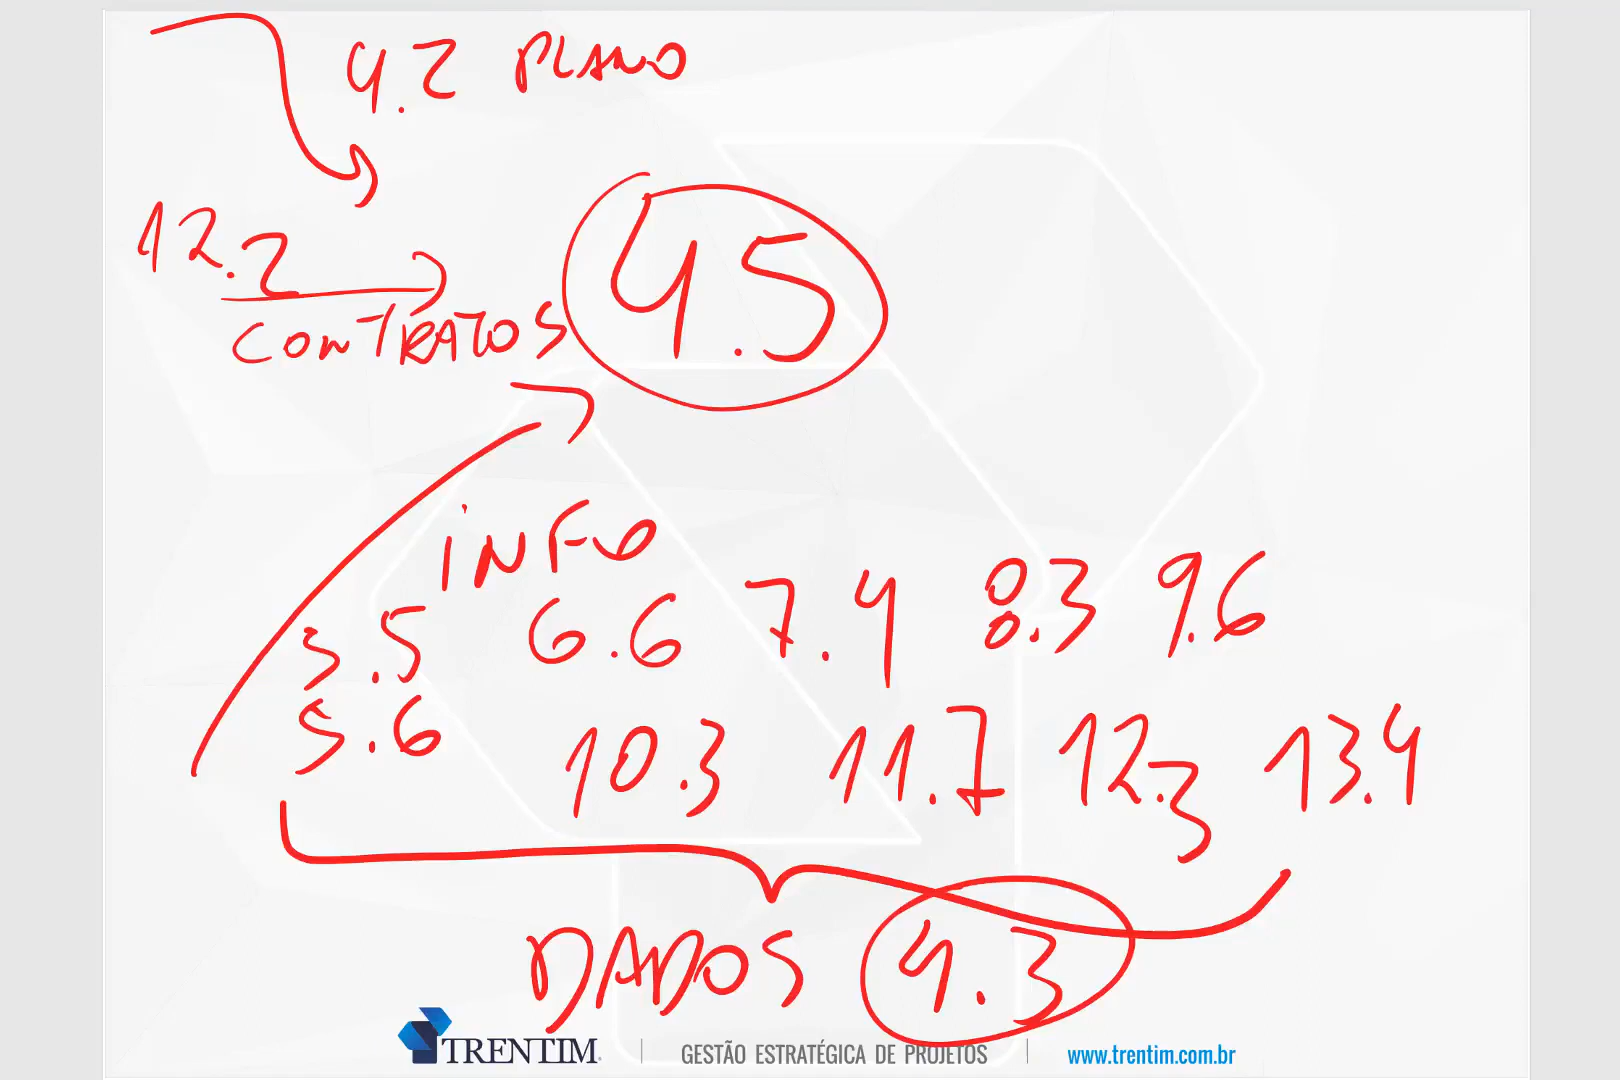 4.2 PLANO
12.2
CONTRATOS
4.5
INFO
5.5 6.6 7.4 8.3 9.6
5.6 10.3 11.7 12.3 13.4
DADOS 4.3
TRENTIM | GESTÃO ESTRATÉGICA DE PROJETOS | www.trentim.com.br